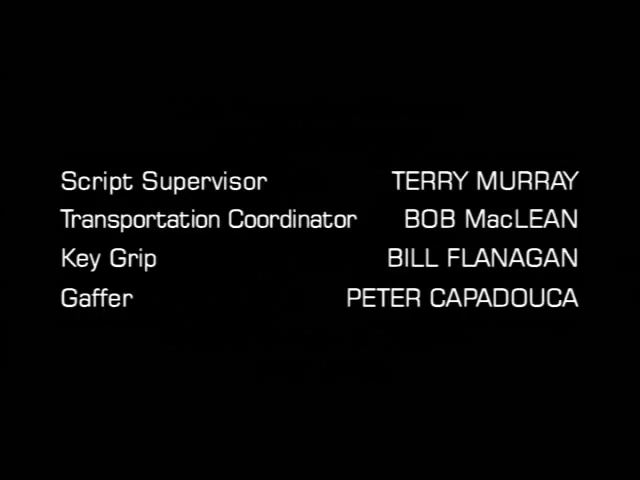 Script Supervisor TERRY MURRAY
Transportation Coordinator BOB MacLEAN
Key Grip BILL FLANAGAN
Gaffer PETER CAPADOUCA